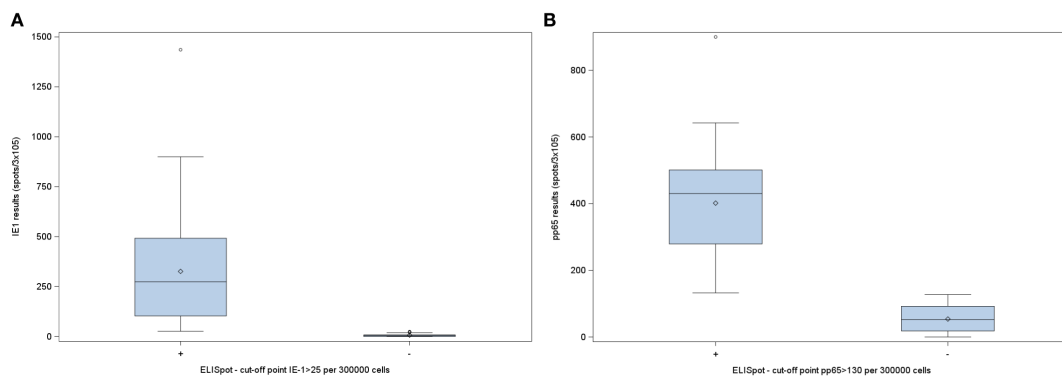 A
1500
1250
1000
750
500
250
0
IE1 results (spots/3x105)
+
-
ELISpot - cut-off point IE-1>25 per 300000 cells
B
800
600
400
200
0
pp65 results (spots/3x105)
+
-
ELISpot - cut-off point pp65>130 per 300000 cells